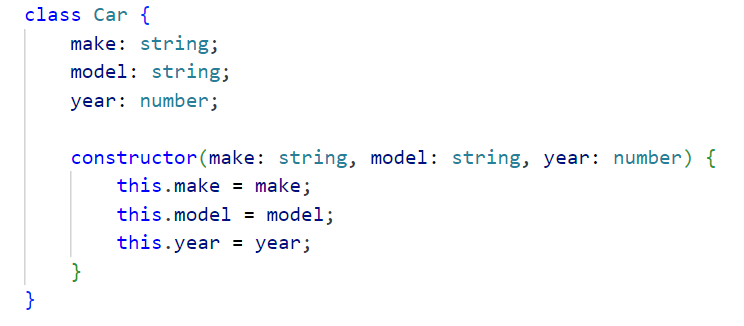 class Car {
    make: string;
    model: string;
    year: number;

    constructor(make: string, model: string, year: number) {
        this.make = make;
        this.model = model;
        this.year = year;
    }
}